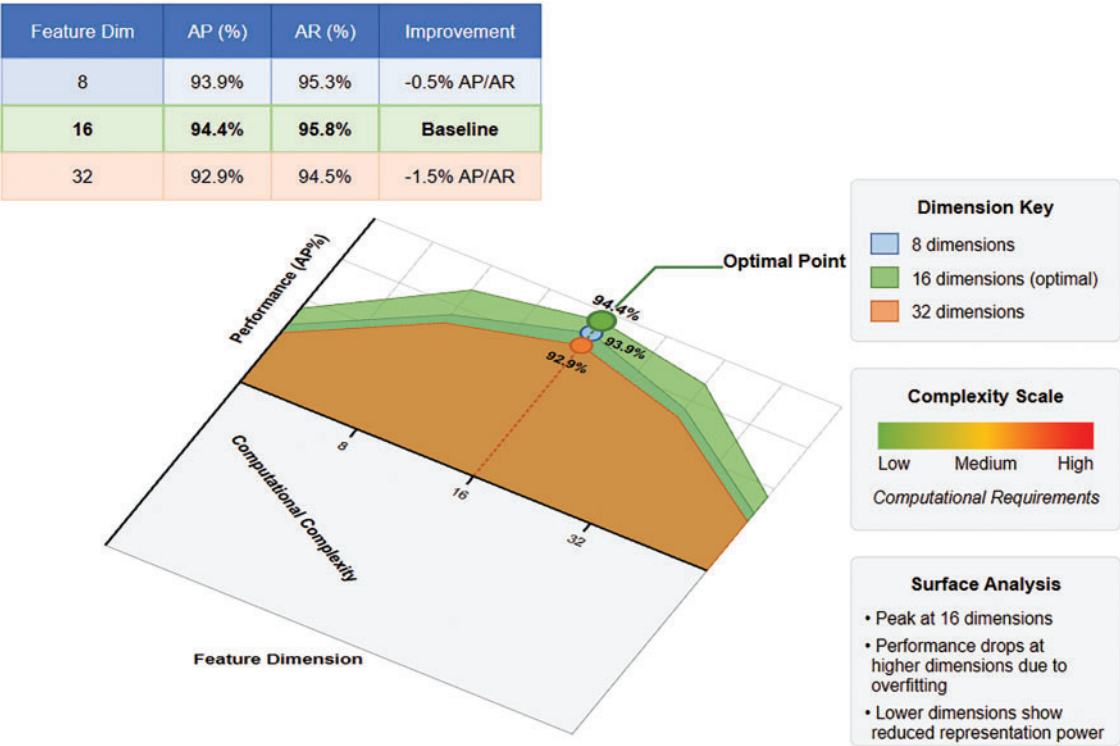 Feature Dim AP (%) AR (%) Improvement
8 93.9% 95.3% -0.5% AP/AR
16 94.4% 95.8% Baseline
32 92.9% 94.5% -1.5% AP/AR
Performance (AP%)
Optimal Point
94.4%
93.9%
92.9%
8
16
32
Computational Complexity
Feature Dimension
Dimension Key
8 dimensions
16 dimensions (optimal)
32 dimensions
Complexity Scale
Low Medium High
Computational Requirements
Surface Analysis
• Peak at 16 dimensions
• Performance drops at
higher dimensions due to
overfitting
• Lower dimensions show
reduced representation power